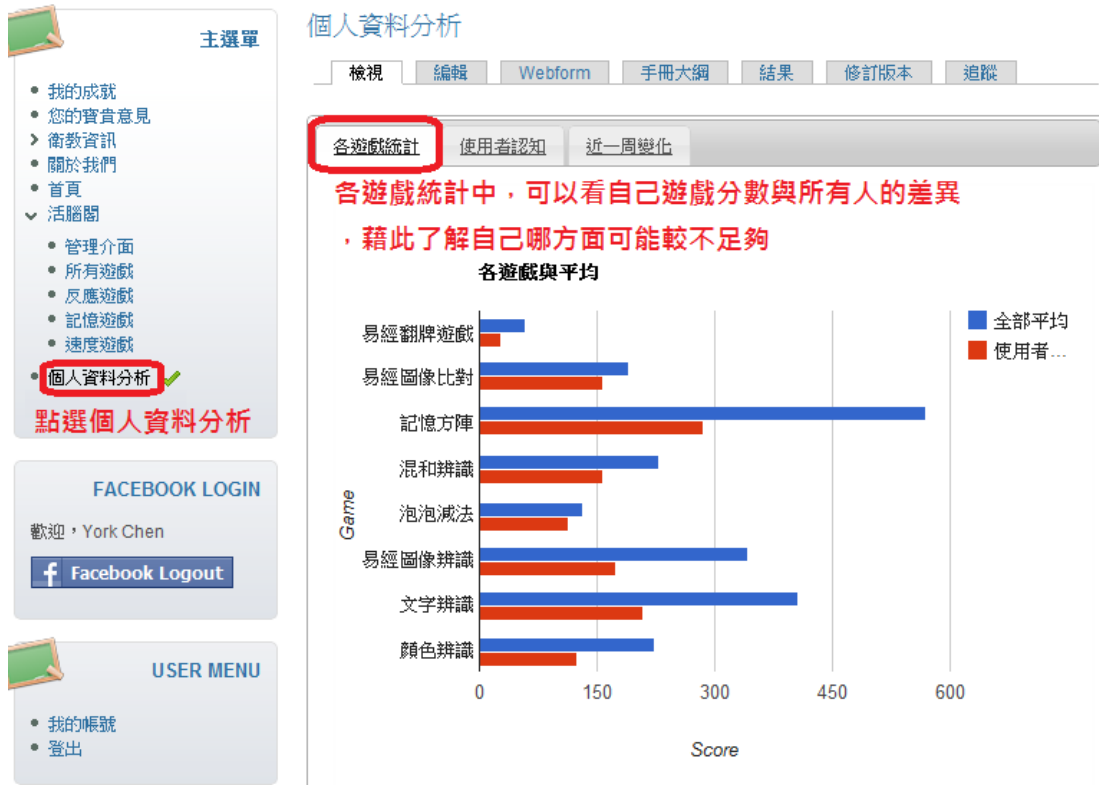 主選單
我的成就
您的寶貴意見
衛教資訊
關於我們
首頁
活腦閣
管理介面
所有遊戲
反應遊戲
記憶遊戲
速度遊戲
個人資料分析
點選個人資料分析
FACEBOOK LOGIN
歡迎，York Chen
f Facebook Logout
USER MENU
我的帳號
登出
個人資料分析
檢視 編輯 Webform 手冊大綱 結果 修訂版本 追蹤
各遊戲統計 使用者認知 近一周變化
各遊戲統計中，可以看自己遊戲分數與所有人的差異
，藉此了解自己哪方面可能較不足夠
各遊戲與平均
全部平均
使用者...
Game
易經翻牌遊戲
易經圖像比對
記憶方陣
混和辨識
泡泡減法
易經圖像辨識
文字辨識
顏色辨識
0 150 300 450 600
Score